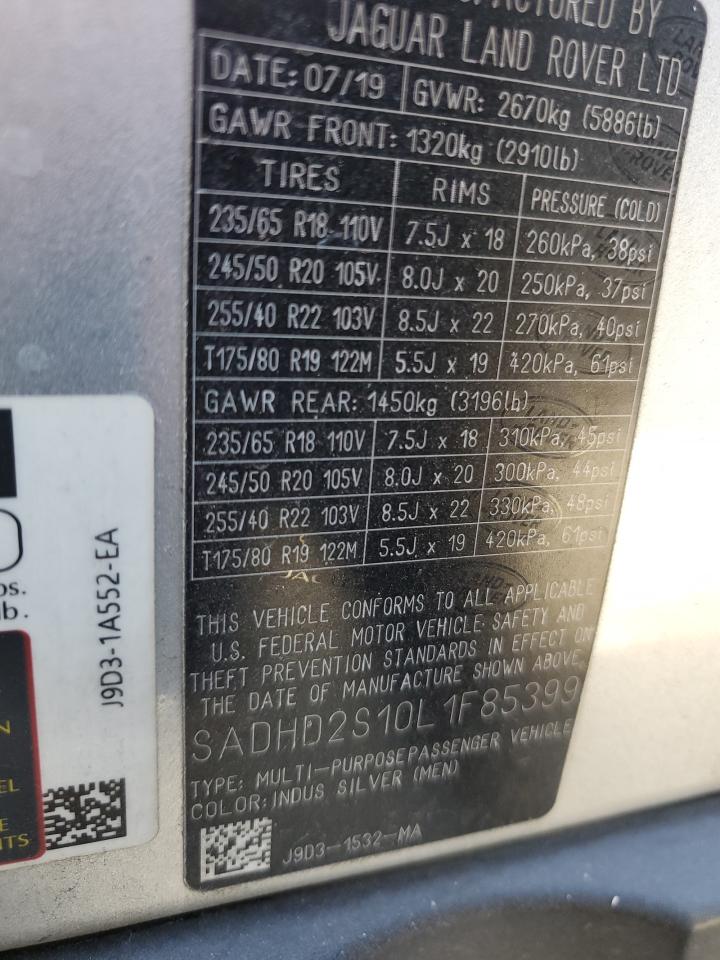 BY
JAGUAR LAND ROVER LTD
DATE: 07/19 GVWR: 2670kg (5886lb)
GAWR FRONT: 1320kg (2910lb)
TIRES RIMS PRESSURE (COLD)
235/65 R18 110V 7.5J x 18 260kPa, 38psi
245/50 R20 105V 8.0J x 20 250kPa, 37psi
255/40 R22 103V 8.5J x 22 270kPa, 40psi
T175/80 R19 122M 5.5J x 19 420kPa, 61psi
GAWR REAR: 1450kg (3196lb)
235/65 R18 110V 7.5J x 18 310kPa, 45psi
245/50 R20 105V 8.0J x 20 300kPa, 44psi
255/40 R22 103V 8.5J x 22 330kPa, 48psi
T175/80 R19 122M 5.5J x 19 420kPa, 61psi
THIS VEHICLE CONFORMS TO ALL APPLICABLE
U.S. FEDERAL MOTOR VEHICLE SAFETY AND
THEFT PREVENTION STANDARDS IN EFFECT ON
THE DATE OF MANUFACTURE SHOWN ABOVE.
SADHD2S10L1F85399
TYPE: MULTI-PURPOSE PASSENGER VEHICLE
COLOR: INDUS SILVER (MEN)
J9D3-1532-MA
J9D3-1A552-EA